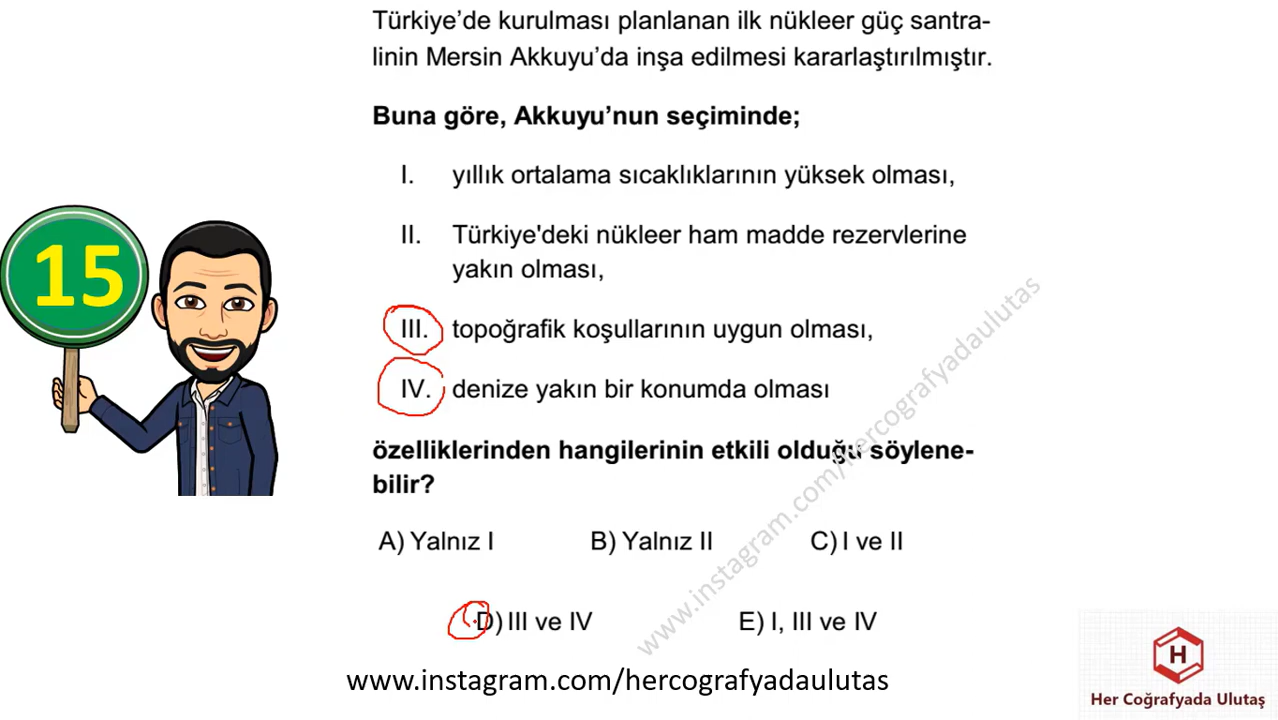 Türkiye’de kurulması planlanan ilk nükleer güç santra-
linin Mersin Akkuyu’da inşa edilmesi kararlaştırılmıştır.
Buna göre, Akkuyu’nun seçiminde;
I. yıllık ortalama sıcaklıklarının yüksek olması,
II. Türkiye'deki nükleer ham madde rezervlerine
yakın olması,
15
III. topoğrafik koşullarının uygun olması,
IV. denize yakın bir konumda olması
özelliklerinden hangilerinin etkili olduğu söylene-
bilir?
A) Yalnız I B) Yalnız II C) I ve II
D) III ve IV E) I, III ve IV
www.instagram.com/hercografyadaulutas
www.instagram.com/hercografyadaulutas
H
Her Coğrafyada Ulutaş